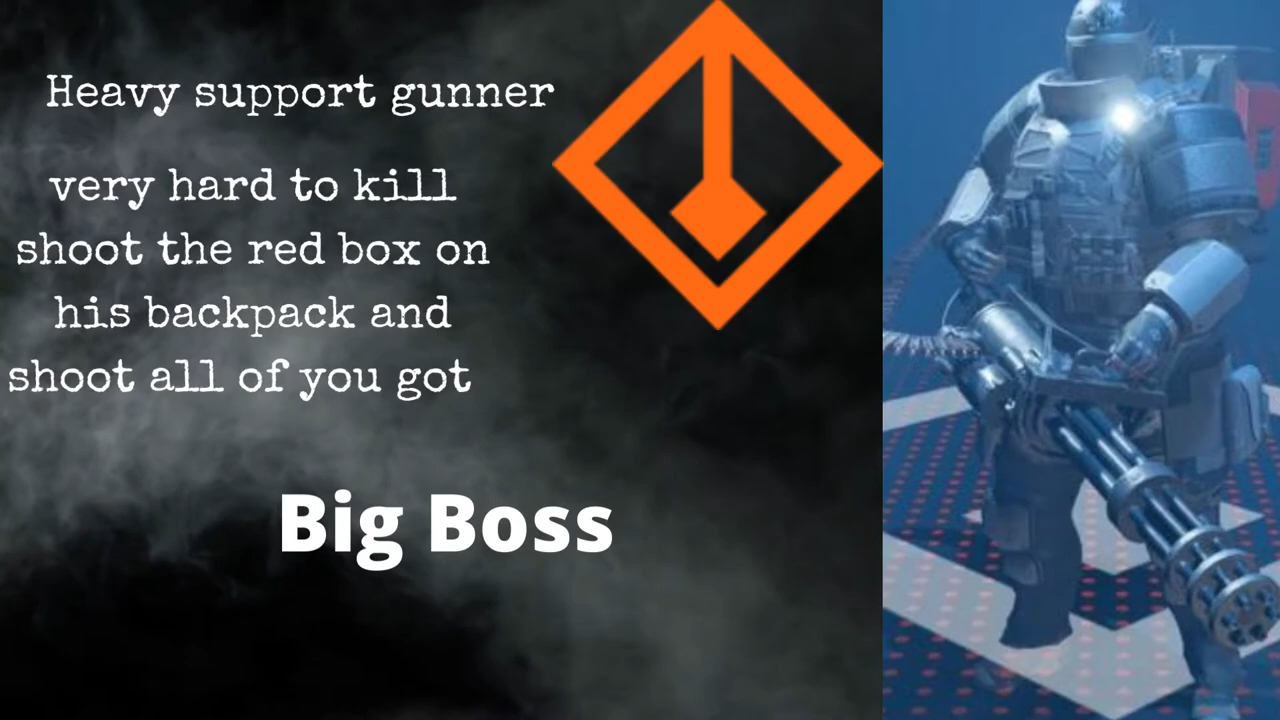 Heavy support gunner
very hard to kill
shoot the red box on
his backpack and
shoot all of you got
Big Boss